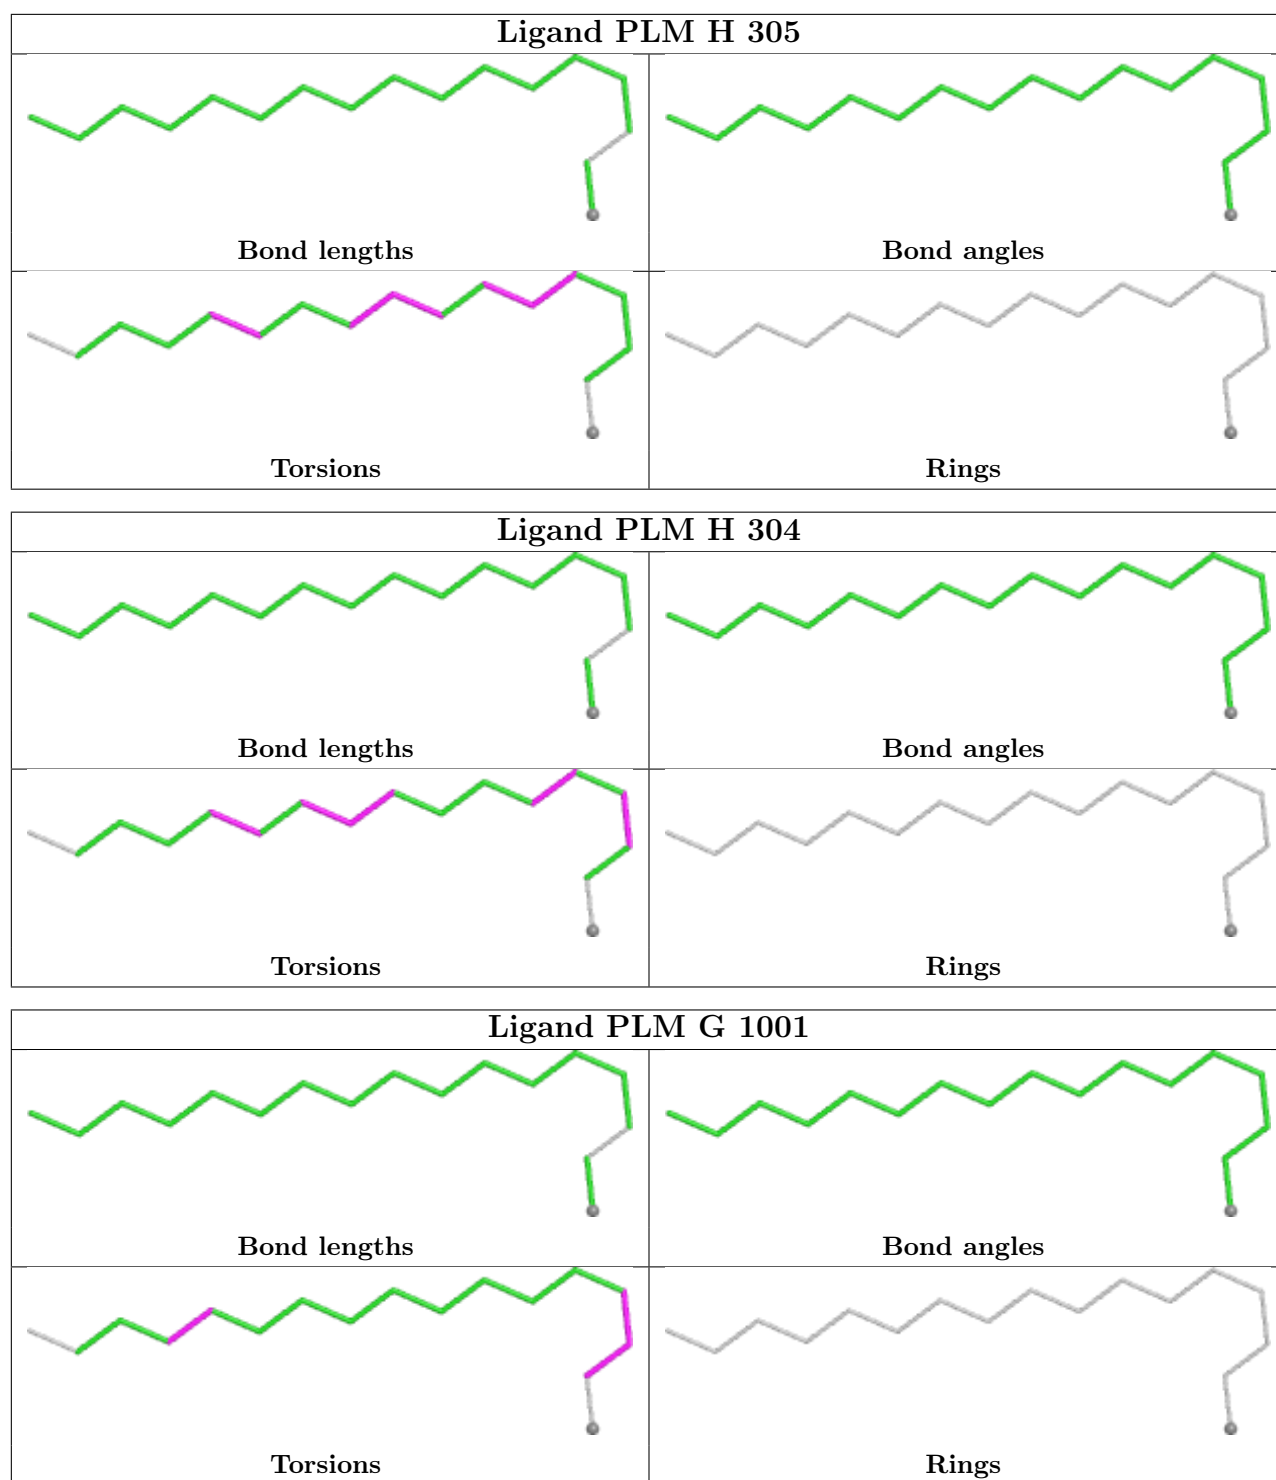 Ligand PLM H 305
Bond lengths
Bond angles
Torsions
Rings
Ligand PLM H 304
Bond lengths
Bond angles
Torsions
Rings
Ligand PLM G 1001
Bond lengths
Bond angles
Torsions
Rings